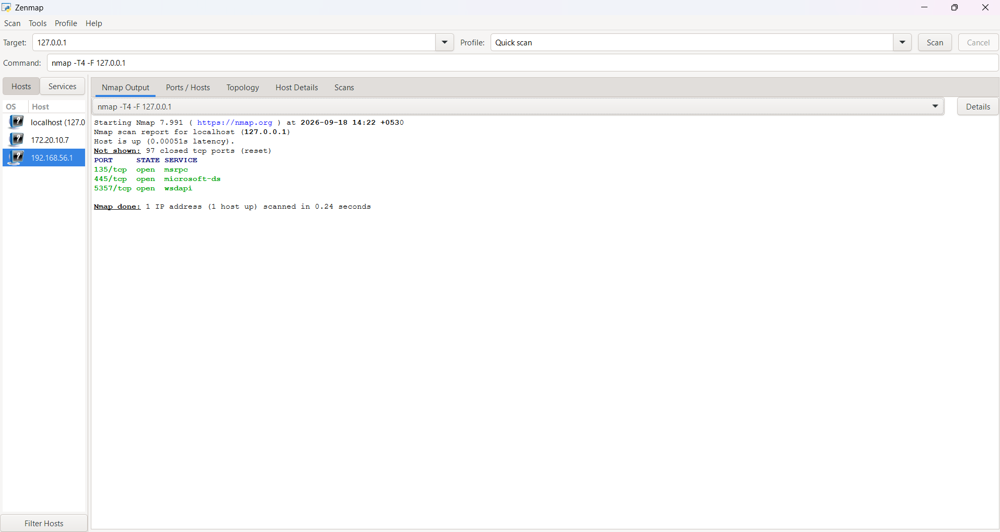 Zenmap
Scan Tools Profile Help
Target: 127.0.0.1 Profile: Quick scan Scan Cancel
Command: nmap -T4 -F 127.0.0.1
Hosts Services
OS Host
localhost (127.0
172.20.10.7
192.168.56.1
Filter Hosts
Nmap Output Ports / Hosts Topology Host Details Scans
nmap -T4 -F 127.0.0.1 Details
Starting Nmap 7.991 ( https://nmap.org ) at 2026-09-18 14:22 +0530
Nmap scan report for localhost (127.0.0.1)
Host is up (0.00051s latency).
Not shown: 97 closed tcp ports (reset)
PORT     STATE SERVICE
135/tcp  open  msrpc
445/tcp  open  microsoft-ds
5357/tcp open  wsdapi
Nmap done: 1 IP address (1 host up) scanned in 0.24 seconds